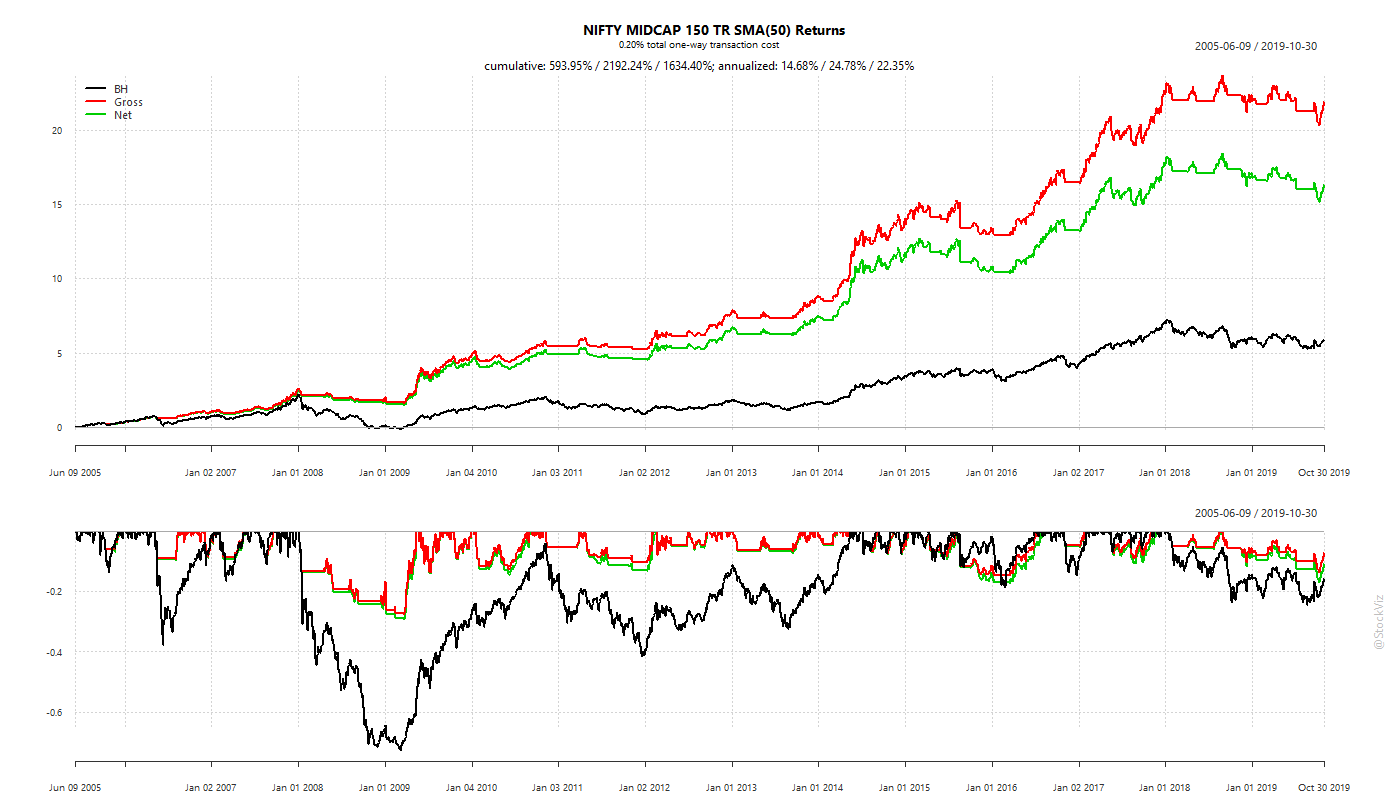 NIFTY MIDCAP 150 TR SMA(50) Returns
0.20% total one-way transaction cost
2005-06-09 / 2019-10-30
cumulative: 593.95% / 2192.24% / 1634.40%; annualized: 14.68% / 24.78% / 22.35%
BH
Gross
Net
20
15
10
5
0
Jun 09 2005 Jan 02 2007 Jan 01 2008 Jan 01 2009 Jan 04 2010 Jan 03 2011 Jan 02 2012 Jan 01 2013 Jan 01 2014 Jan 01 2015 Jan 01 2016 Jan 02 2017 Jan 01 2018 Jan 01 2019 Oct 30 2019
2005-06-09 / 2019-10-30
-0.2
-0.4
-0.6
@StockViz
Jun 09 2005 Jan 02 2007 Jan 01 2008 Jan 01 2009 Jan 04 2010 Jan 03 2011 Jan 02 2012 Jan 01 2013 Jan 01 2014 Jan 01 2015 Jan 01 2016 Jan 02 2017 Jan 01 2018 Jan 01 2019 Oct 30 2019